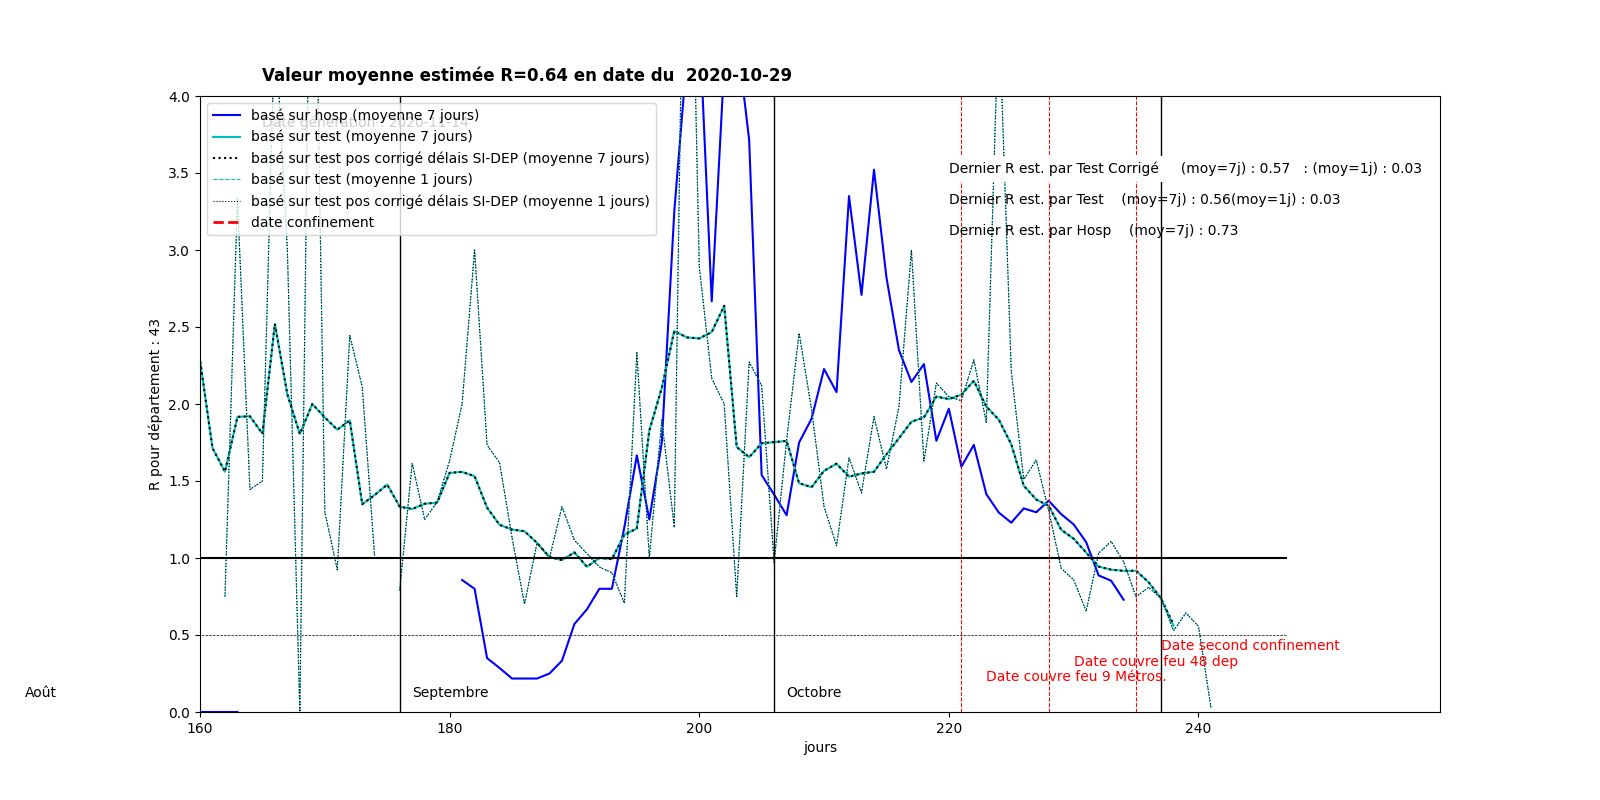 Valeur moyenne estimée R=0.64 en date du  2020-10-29
Date génération : 2020-11-14
basé sur hosp (moyenne 7 jours)
basé sur test (moyenne 7 jours)
basé sur test pos corrigé délais SI-DEP (moyenne 7 jours)
basé sur test (moyenne 1 jours)
basé sur test pos corrigé délais SI-DEP (moyenne 1 jours)
date confinement
Dernier R est. par Test Corrigé     (moy=7j) : 0.57   : (moy=1j) : 0.03
Dernier R est. par Test    (moy=7j) : 0.56(moy=1j) : 0.03
Dernier R est. par Hosp    (moy=7j) : 0.73
4.0
3.5
3.0
2.5
2.0
1.5
1.0
0.5
0.0
R pour département : 43
Date second confinement
Date couvre feu 48 dep
Date couvre feu 9 Métros.
Août
Septembre
Octobre
160
180
200
220
240
jours